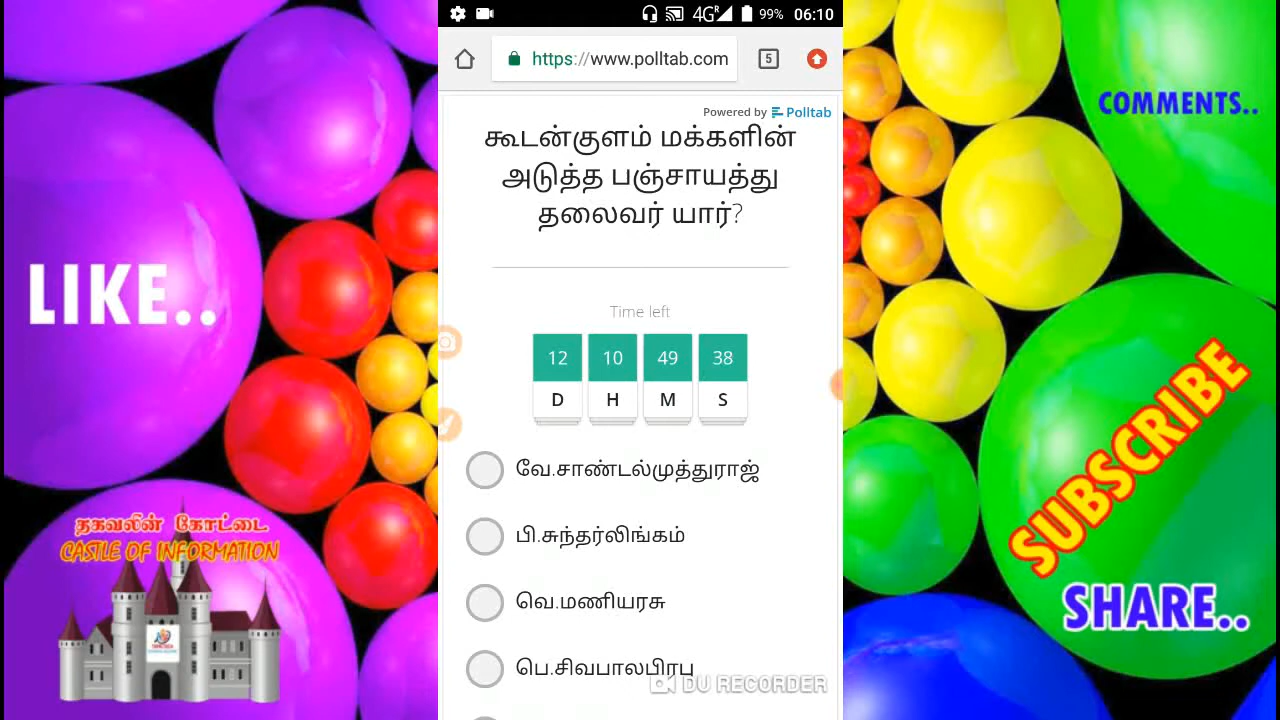 4G R 99% 06:10
https://www.polltab.com 5
Powered by Polltab
கூடன்குளம் மக்களின்
அடுத்த பஞ்சாயத்து
தலைவர் யார்?
Time left
12 10 49 38
D H M S
வே.சாண்டல்முத்துராஜ்
பி.சுந்தர்லிங்கம்
வெ.மணியரசு
பெ.சிவபாலபிரபு
DU RECORDER
LIKE..
தகவலின் கோட்டை
CASTLE OF INFORMATION
COMMENTS..
SUBSCRIBE
SHARE..